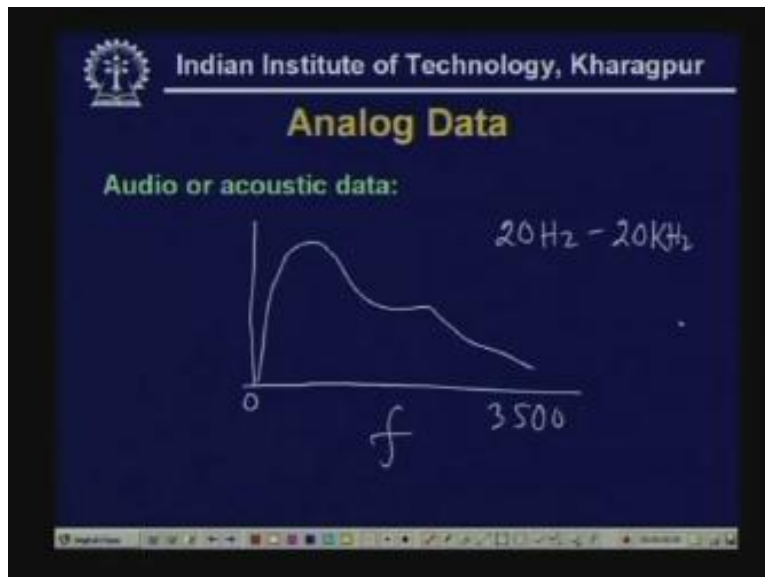 Indian Institute of Technology, Kharagpur
Analog Data
Audio or acoustic data:
20Hz - 20KHz
0 3500
f